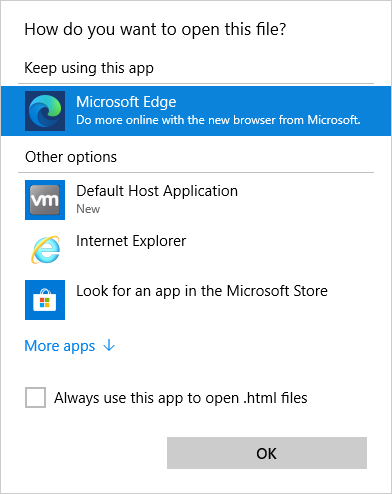 How do you want to open this file?
Keep using this app
Microsoft Edge
Do more online with the new browser from Microsoft.
Other options
vm
Default Host Application
New
Internet Explorer
Look for an app in the Microsoft Store
More apps
Always use this app to open .html files
OK